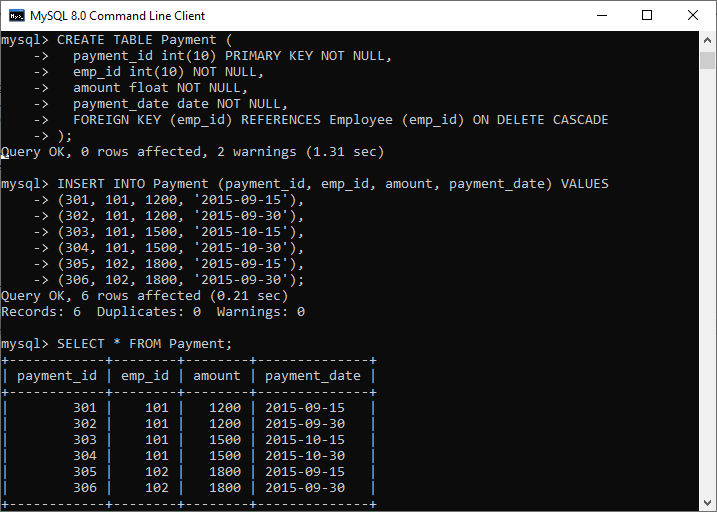 MySQL 8.0 Command Line Client
mysql> CREATE TABLE Payment (
    ->   payment_id int(10) PRIMARY KEY NOT NULL,
    ->   emp_id int(10) NOT NULL,
    ->   amount float NOT NULL,
    ->   payment_date date NOT NULL,
    ->   FOREIGN KEY (emp_id) REFERENCES Employee (emp_id) ON DELETE CASCADE
    -> );
Query OK, 0 rows affected, 2 warnings (1.31 sec)
mysql> INSERT INTO Payment (payment_id, emp_id, amount, payment_date) VALUES
    -> (301, 101, 1200, '2015-09-15'),
    -> (302, 101, 1200, '2015-09-30'),
    -> (303, 101, 1500, '2015-10-15'),
    -> (304, 101, 1500, '2015-10-30'),
    -> (305, 102, 1800, '2015-09-15'),
    -> (306, 102, 1800, '2015-09-30');
Query OK, 6 rows affected (0.21 sec)
Records: 6  Duplicates: 0  Warnings: 0
mysql> SELECT * FROM Payment;
+------------+--------+--------+--------------+
| payment_id | emp_id | amount | payment_date |
+------------+--------+--------+--------------+
|        301 |    101 |   1200 | 2015-09-15   |
|        302 |    101 |   1200 | 2015-09-30   |
|        303 |    101 |   1500 | 2015-10-15   |
|        304 |    101 |   1500 | 2015-10-30   |
|        305 |    102 |   1800 | 2015-09-15   |
|        306 |    102 |   1800 | 2015-09-30   |
+------------+--------+--------+--------------+